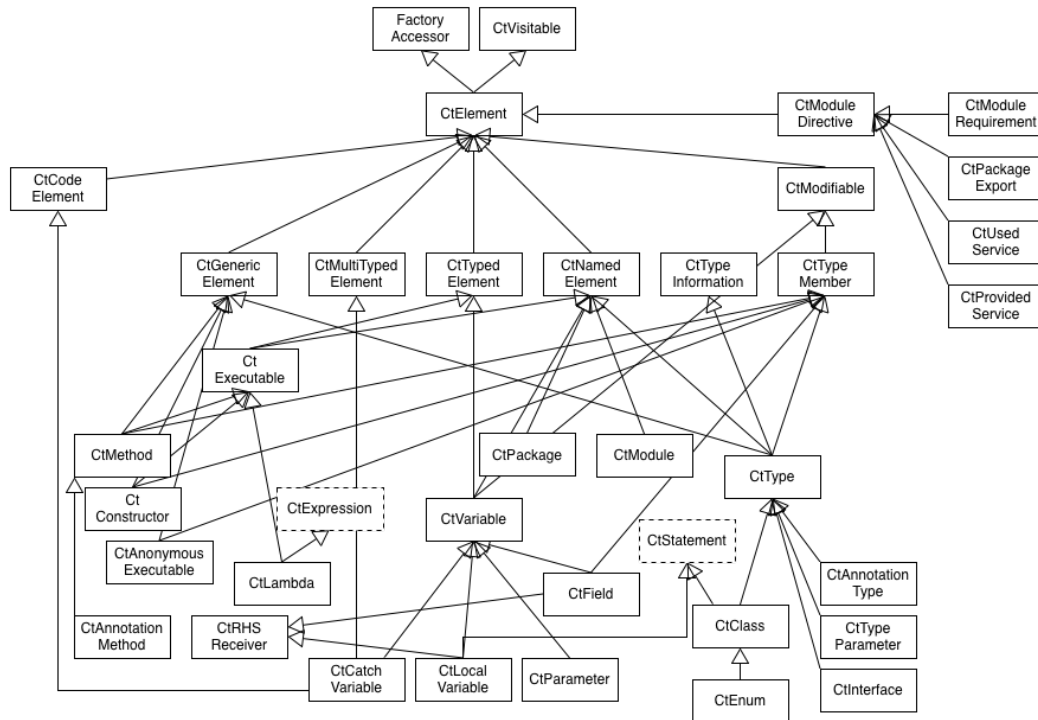 Factory
Accessor
CtVisitable
CtElement
CtModule
Directive
CtModule
Requirement
CtPackage
Export
CtUsed
Service
CtProvided
Service
CtCode
Element
CtModifiable
CtGeneric
Element
CtMultiTyped
Element
CtTyped
Element
CtNamed
Element
CtType
Information
CtType
Member
Ct
Executable
CtMethod
CtPackage
CtModule
CtType
Ct
Constructor
CtExpression
CtVariable
CtStatement
CtAnonymous
Executable
CtLambda
CtField
CtAnnotation
Type
CtAnnotation
Method
CtRHS
Receiver
CtClass
CtType
Parameter
CtCatch
Variable
CtLocal
Variable
CtParameter
CtEnum
CtInterface